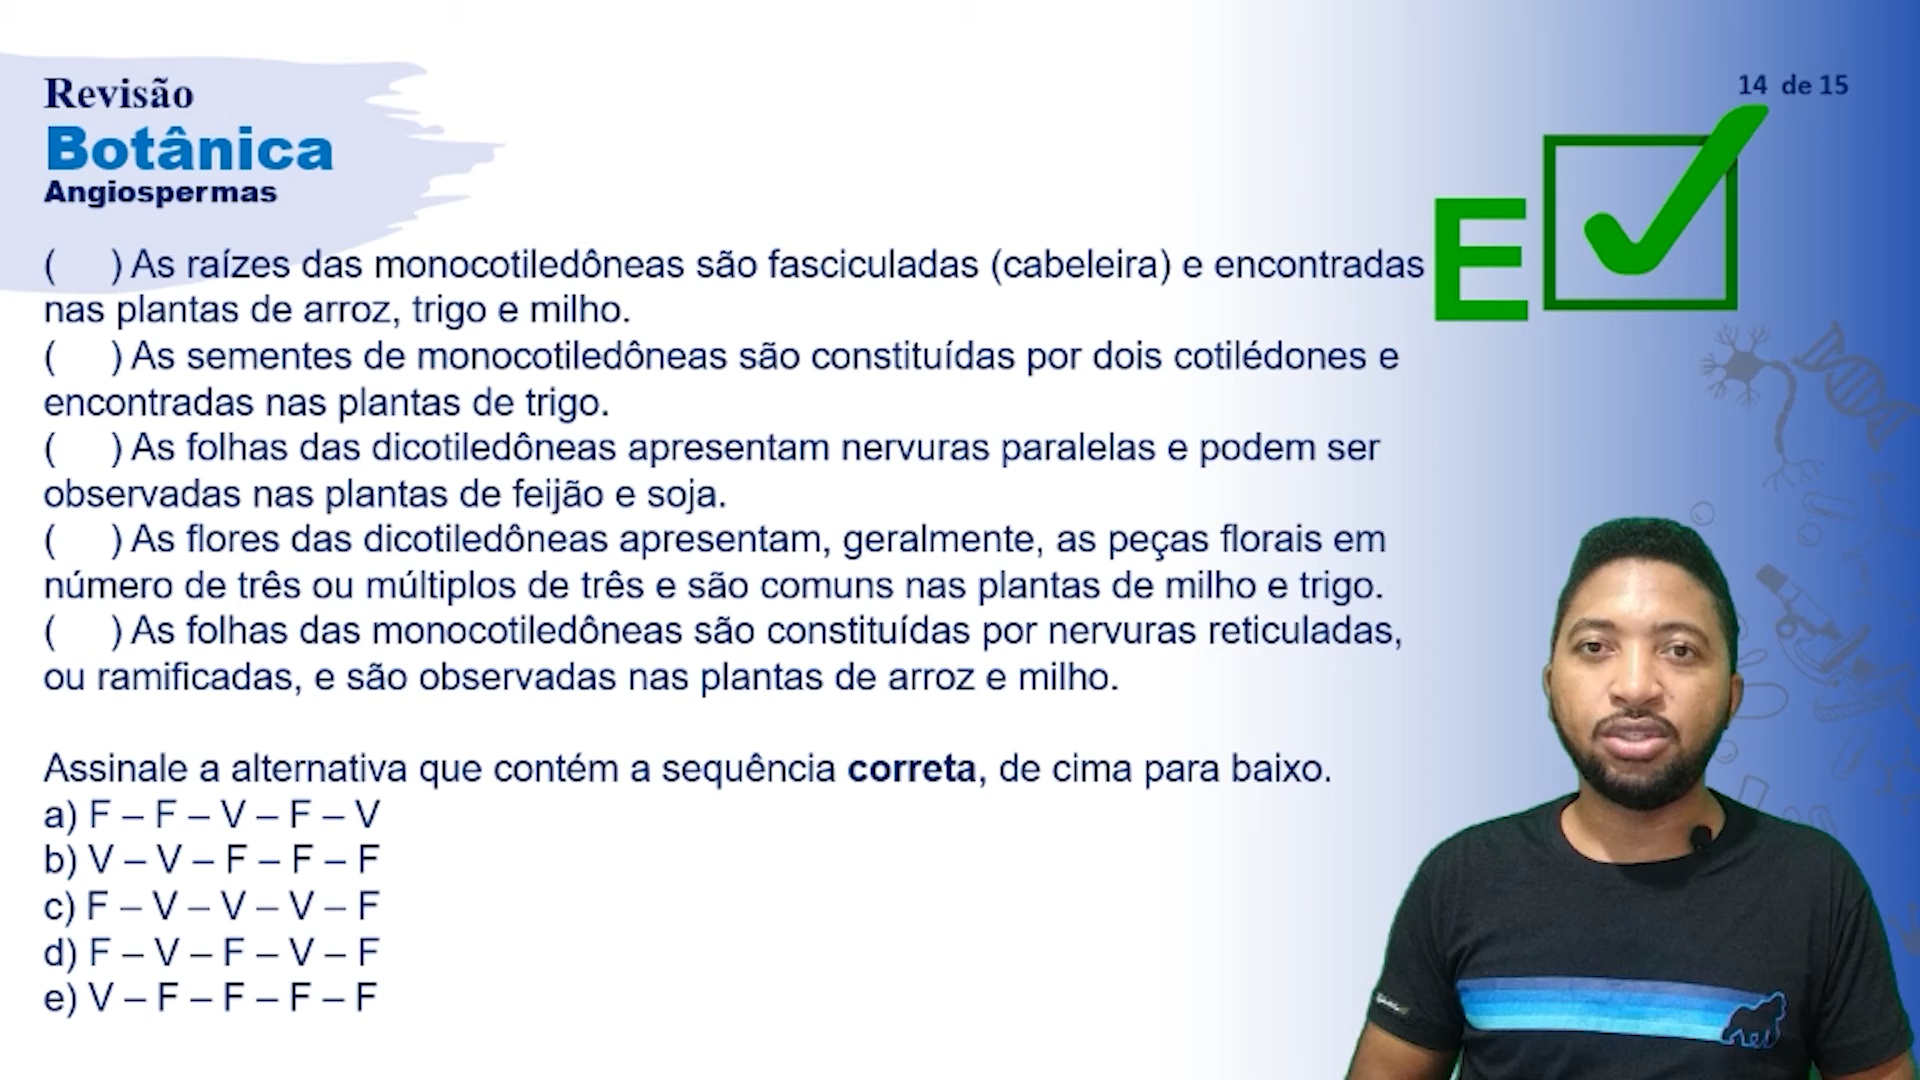 Revisão
14 de 15
Botânica
Angiospermas
( ) As raízes das monocotiledôneas são fasciculadas (cabeleira) e encontradas
nas plantas de arroz, trigo e milho.
( ) As sementes de monocotiledôneas são constituídas por dois cotilédones e
encontradas nas plantas de trigo.
( ) As folhas das dicotiledôneas apresentam nervuras paralelas e podem ser
observadas nas plantas de feijão e soja.
( ) As flores das dicotiledôneas apresentam, geralmente, as peças florais em
número de três ou múltiplos de três e são comuns nas plantas de milho e trigo.
( ) As folhas das monocotiledôneas são constituídas por nervuras reticuladas,
ou ramificadas, e são observadas nas plantas de arroz e milho.
Assinale a alternativa que contém a sequência correta, de cima para baixo.
a) F – F – V – F – V
b) V – V – F – F – F
c) F – V – V – V – F
d) F – V – F – V – F
e) V – F – F – F – F
E